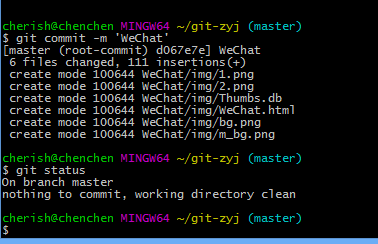 cherish@chenchen MINGW64 ~/git-zyj (master)
$ git commit -m 'WeChat'
[master (root-commit) d067e7e] WeChat
 6 files changed, 111 insertions(+)
 create mode 100644 WeChat/img/1.png
 create mode 100644 WeChat/img/2.png
 create mode 100644 WeChat/img/Thumbs.db
 create mode 100644 WeChat/img/WeChat.html
 create mode 100644 WeChat/img/bg.png
 create mode 100644 WeChat/img/m_bg.png
cherish@chenchen MINGW64 ~/git-zyj (master)
$ git status
On branch master
nothing to commit, working directory clean
cherish@chenchen MINGW64 ~/git-zyj (master)
$